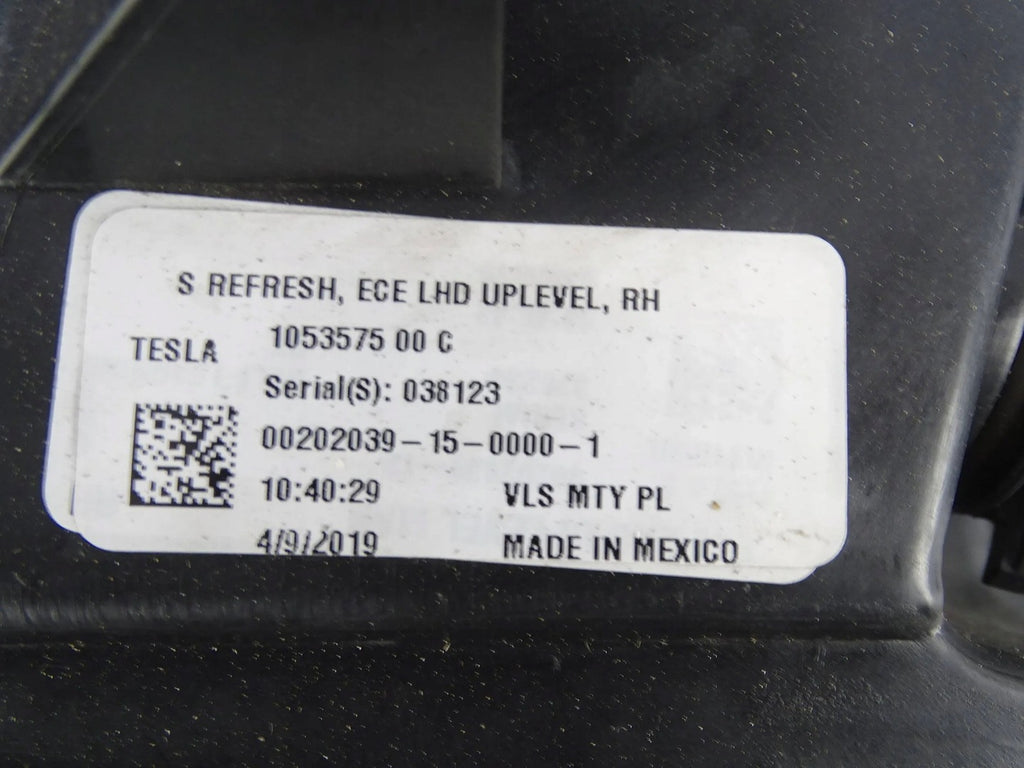 S REFRESH, ECE LHD UPLEVEL, RH
1053575 00 C
TESLA
Serial(S): 038123
00202039-15-0000-1
10:40:29 VLS MTY PL
4/9/2019 MADE IN MEXICO